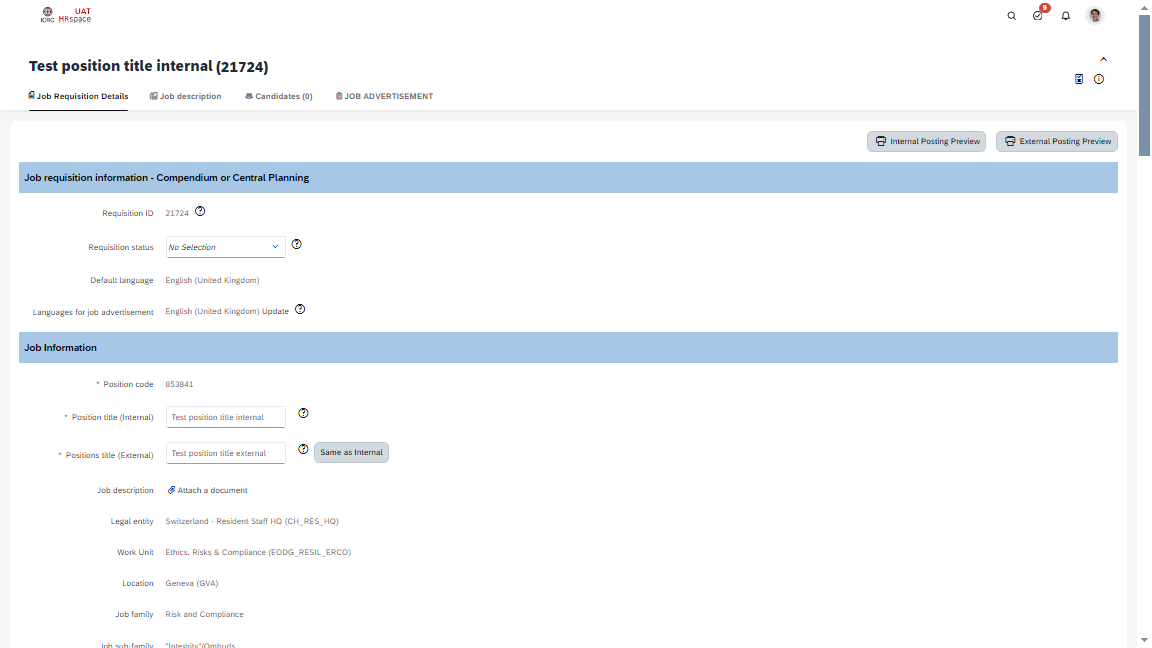 ICRC
UAT
HRspace
9
Test position title internal (21724)
Job Requisition Details
Job description
Candidates (0)
JOB ADVERTISEMENT
Internal Posting Preview
External Posting Preview
Job requisition information - Compendium or Central Planning
Requisition ID 21724
Requisition status No Selection
Default language English (United Kingdom)
Languages for job advertisement English (United Kingdom) Update
Job Information
* Position code 853841
* Position title (Internal) Test position title internal
* Positions title (External) Test position title external Same as Internal
Job description Attach a document
Legal entity Switzerland - Resident Staff HQ (CH_RES_HQ)
Work Unit Ethics, Risks & Compliance (EODG_RESIL_ERCO)
Location Geneva (GVA)
Job family Risk and Compliance
Job sub-family "Integrity"/Ombuds